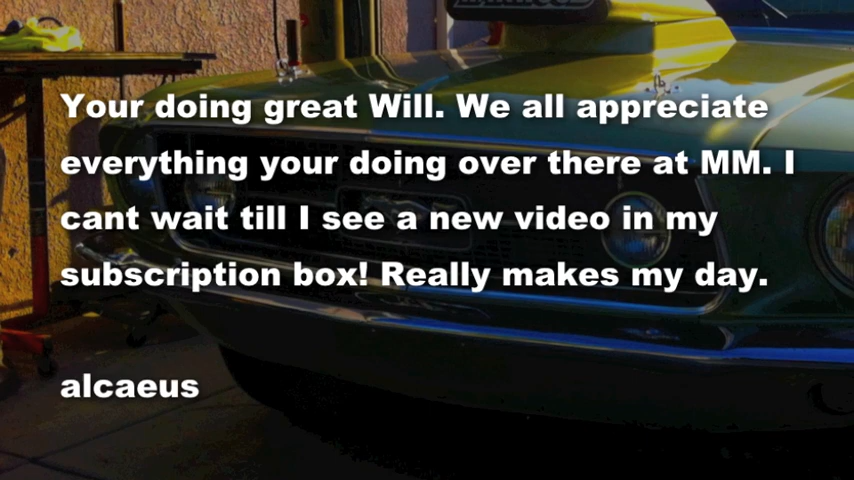 Your doing great Will. We all appreciate
everything your doing over there at MM. I
cant wait till I see a new video in my
subscription box! Really makes my day.
alcaeus